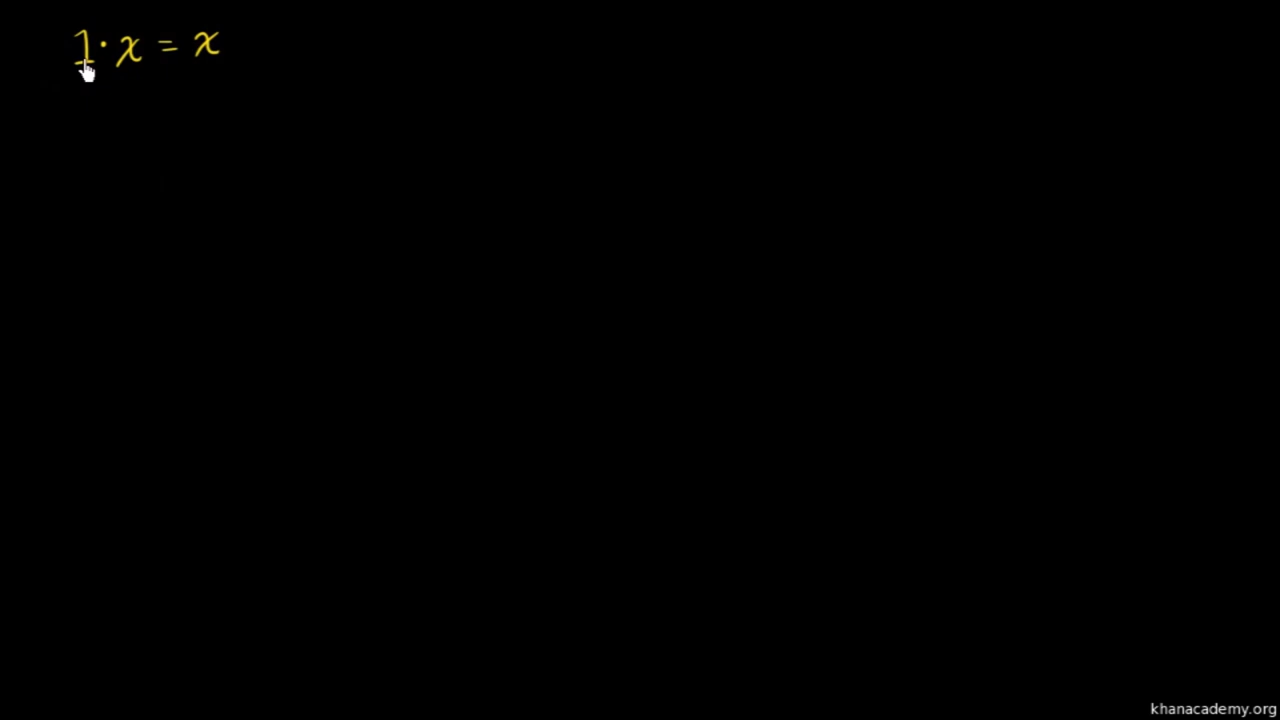 1 · x = x
khanacademy.org